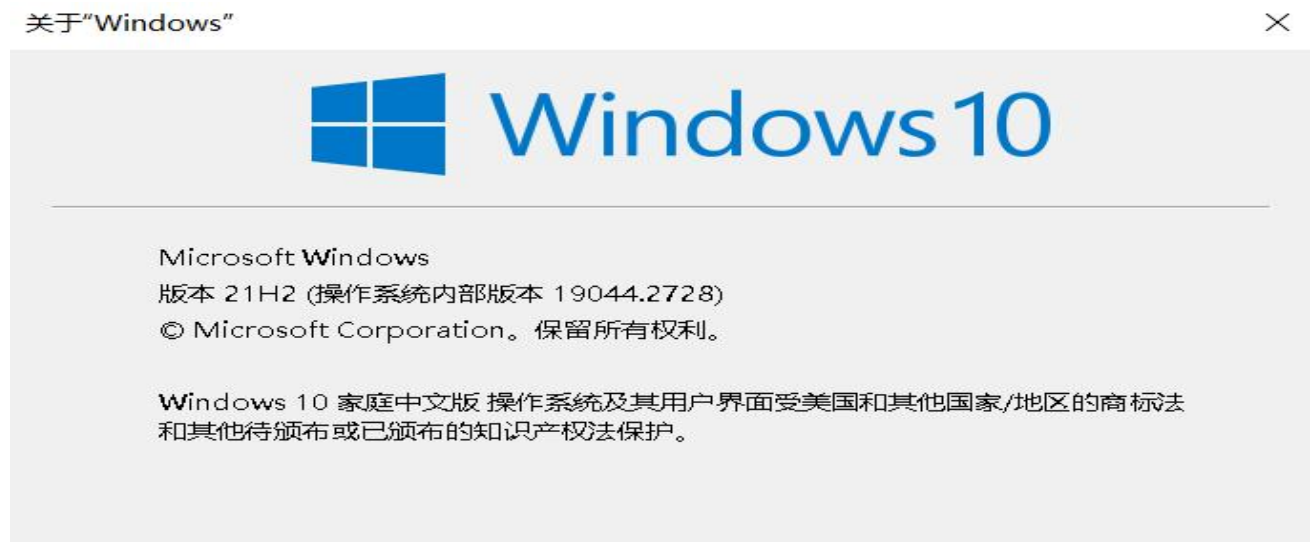 关于“Windows”
Windows 10
Microsoft Windows
版本 21H2 (操作系统内部版本 19044.2728)
© Microsoft Corporation。保留所有权利。
Windows 10 家庭中文版 操作系统及其用户界面受美国和其他国家/地区的商标法
和其他待颁布或已颁布的知识产权法保护。